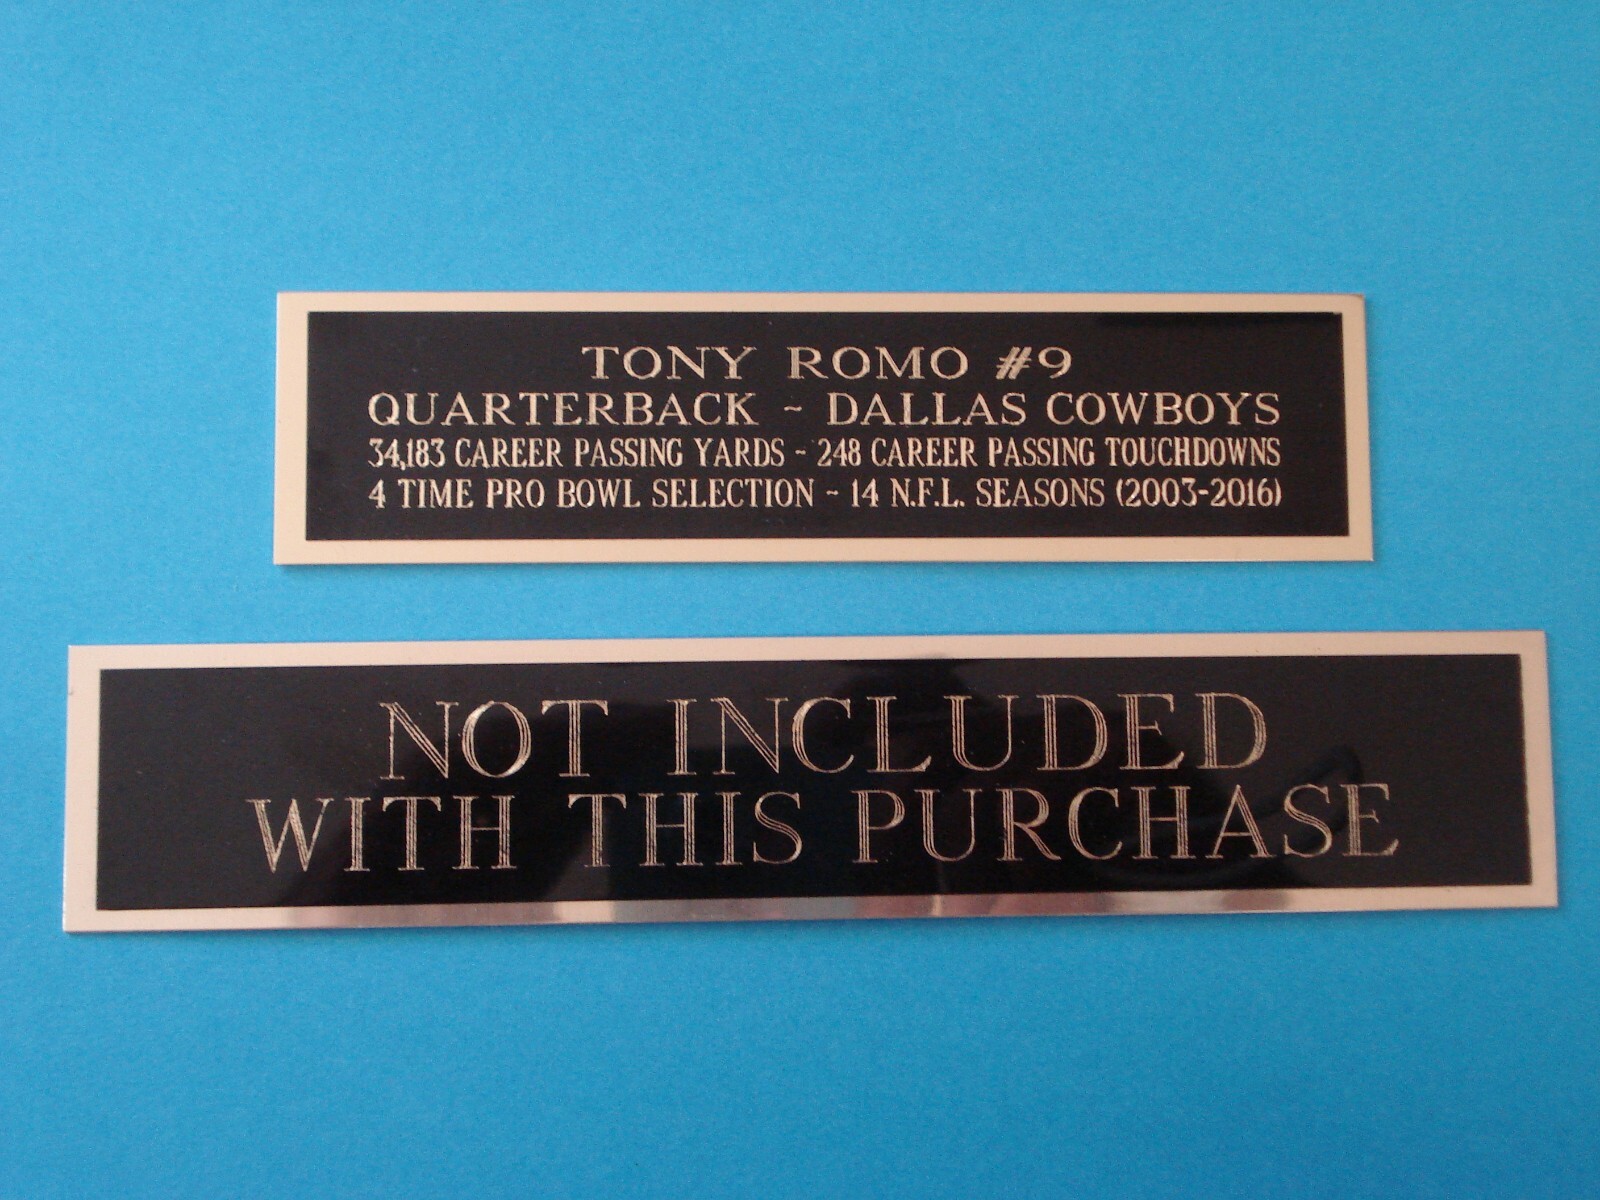 TONY ROMO #9
QUARTERBACK ~ DALLAS COWBOYS
34,183 CAREER PASSING YARDS ~ 248 CAREER PASSING TOUCHDOWNS
4 TIME PRO BOWL SELECTION ~ 14 N.F.L. SEASONS (2003-2016)
NOT INCLUDED
WITH THIS PURCHASE